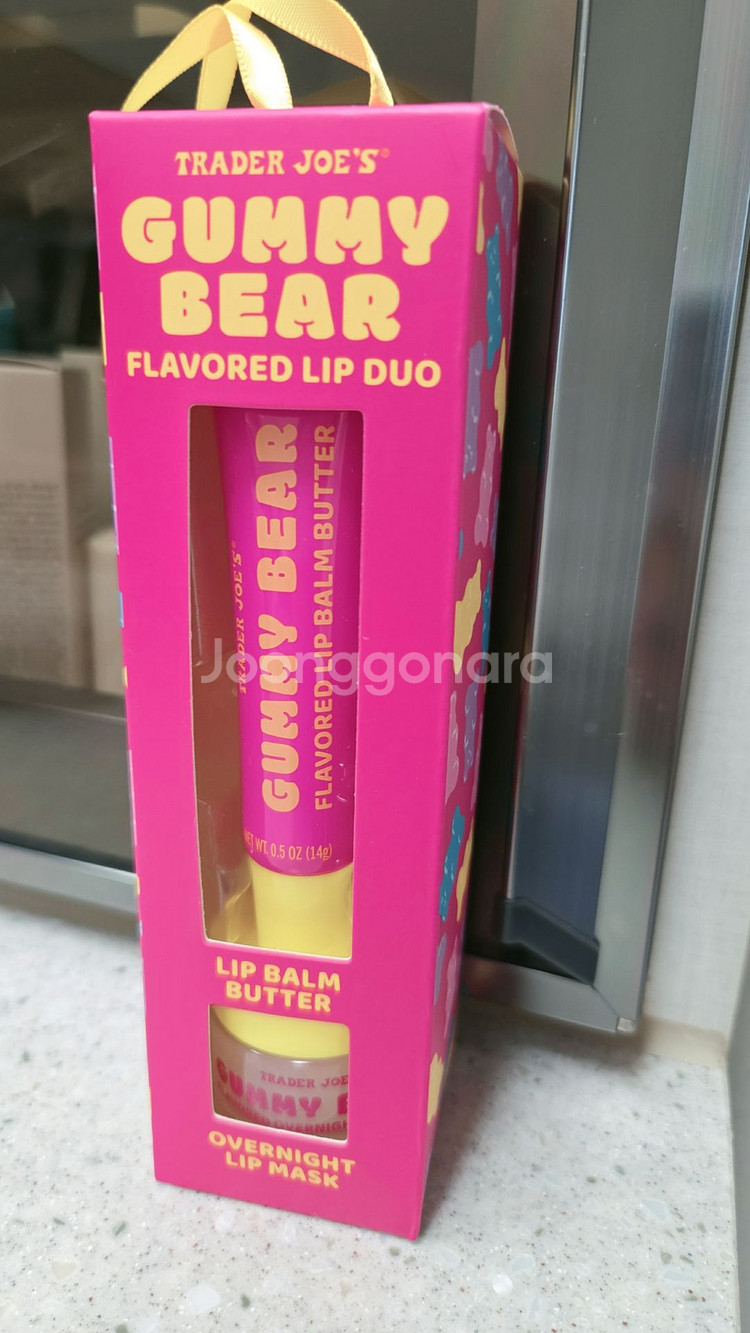 TRADER JOE'S
GUMMY
BEAR
FLAVORED LIP DUO
TRADER JOE'S
GUMMY BEAR
FLAVORED LIP BALM BUTTER
NET WT. 0.5 OZ (14g)
Joonggonara
LIP BALM
BUTTER
TRADER JOE
GUMMY B
OVERNIGHT
LIP MASK